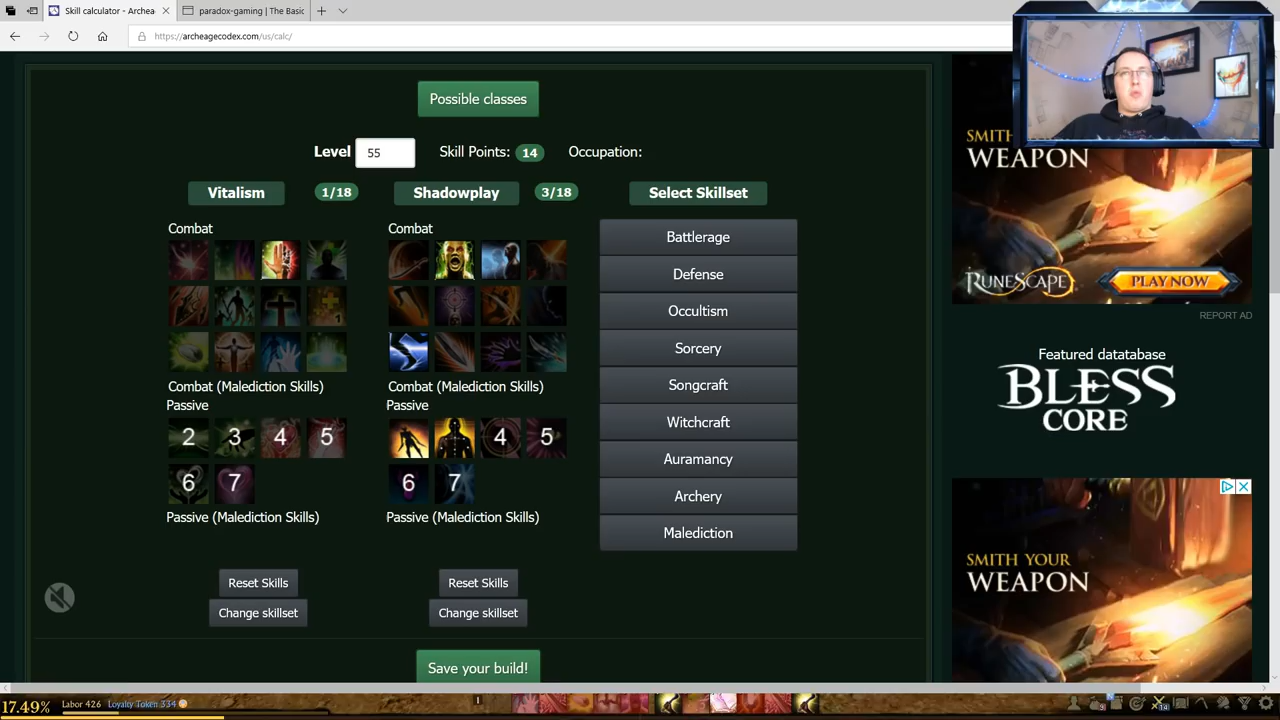 Skill calculator - Archea
paradox-gaming | The Basic
https://archeagecodex.com/us/calc/
Possible classes
Level 55 Skill Points: 14 Occupation:
Vitalism 1/18 Shadowplay 3/18 Select Skillset
Combat Combat
Battlerage
Defense
Occultism
Sorcery
Songcraft
Witchcraft
Auramancy
Archery
Malediction
1
Combat (Malediction Skills) Combat (Malediction Skills)
Passive Passive
2 3 4 5 4 5
6 7 6 7
Passive (Malediction Skills) Passive (Malediction Skills)
Reset Skills Reset Skills
Change skillset Change skillset
Save your build!
SMITH
WEAPON
RUNESCAPE PLAY NOW
REPORT AD
Featured datatabase
BLESS
CORE
SMITH YOUR
WEAPON
17.49% Labor 426 Loyalty Token 334
14